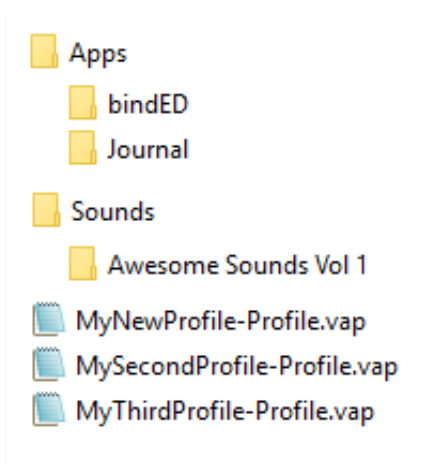 Apps
bindED
Journal
Sounds
Awesome Sounds Vol 1
MyNewProfile-Profile.vap
MySecondProfile-Profile.vap
MyThirdProfile-Profile.vap